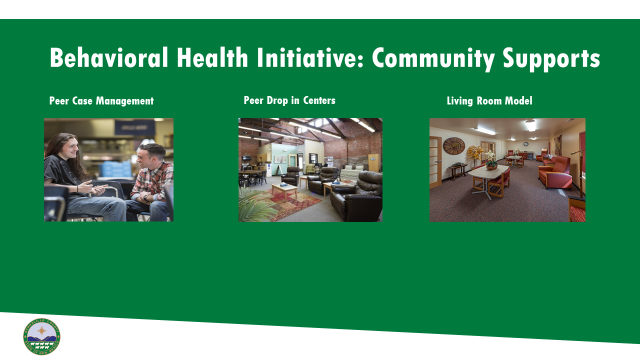 Behavioral Health Initiative: Community Supports
Peer Case Management
Peer Drop in Centers
Living Room Model